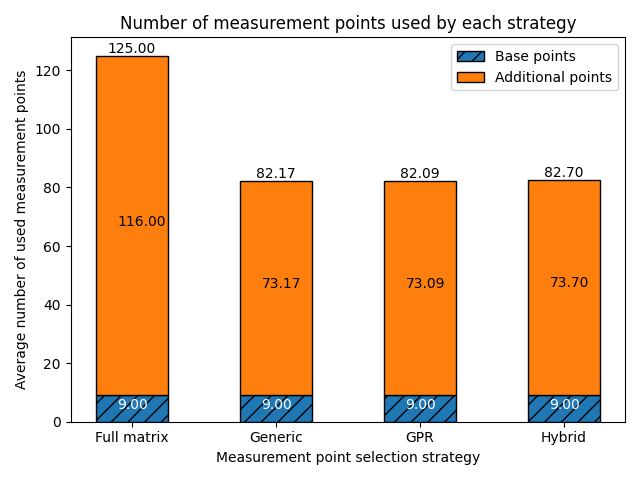 Number of measurement points used by each strategy
Base points
Additional points
Average number of used measurement points
120
100
80
60
40
20
0
125.00
116.00
9.00
82.17
73.17
9.00
82.09
73.09
9.00
82.70
73.70
9.00
Full matrix
Generic
GPR
Hybrid
Measurement point selection strategy